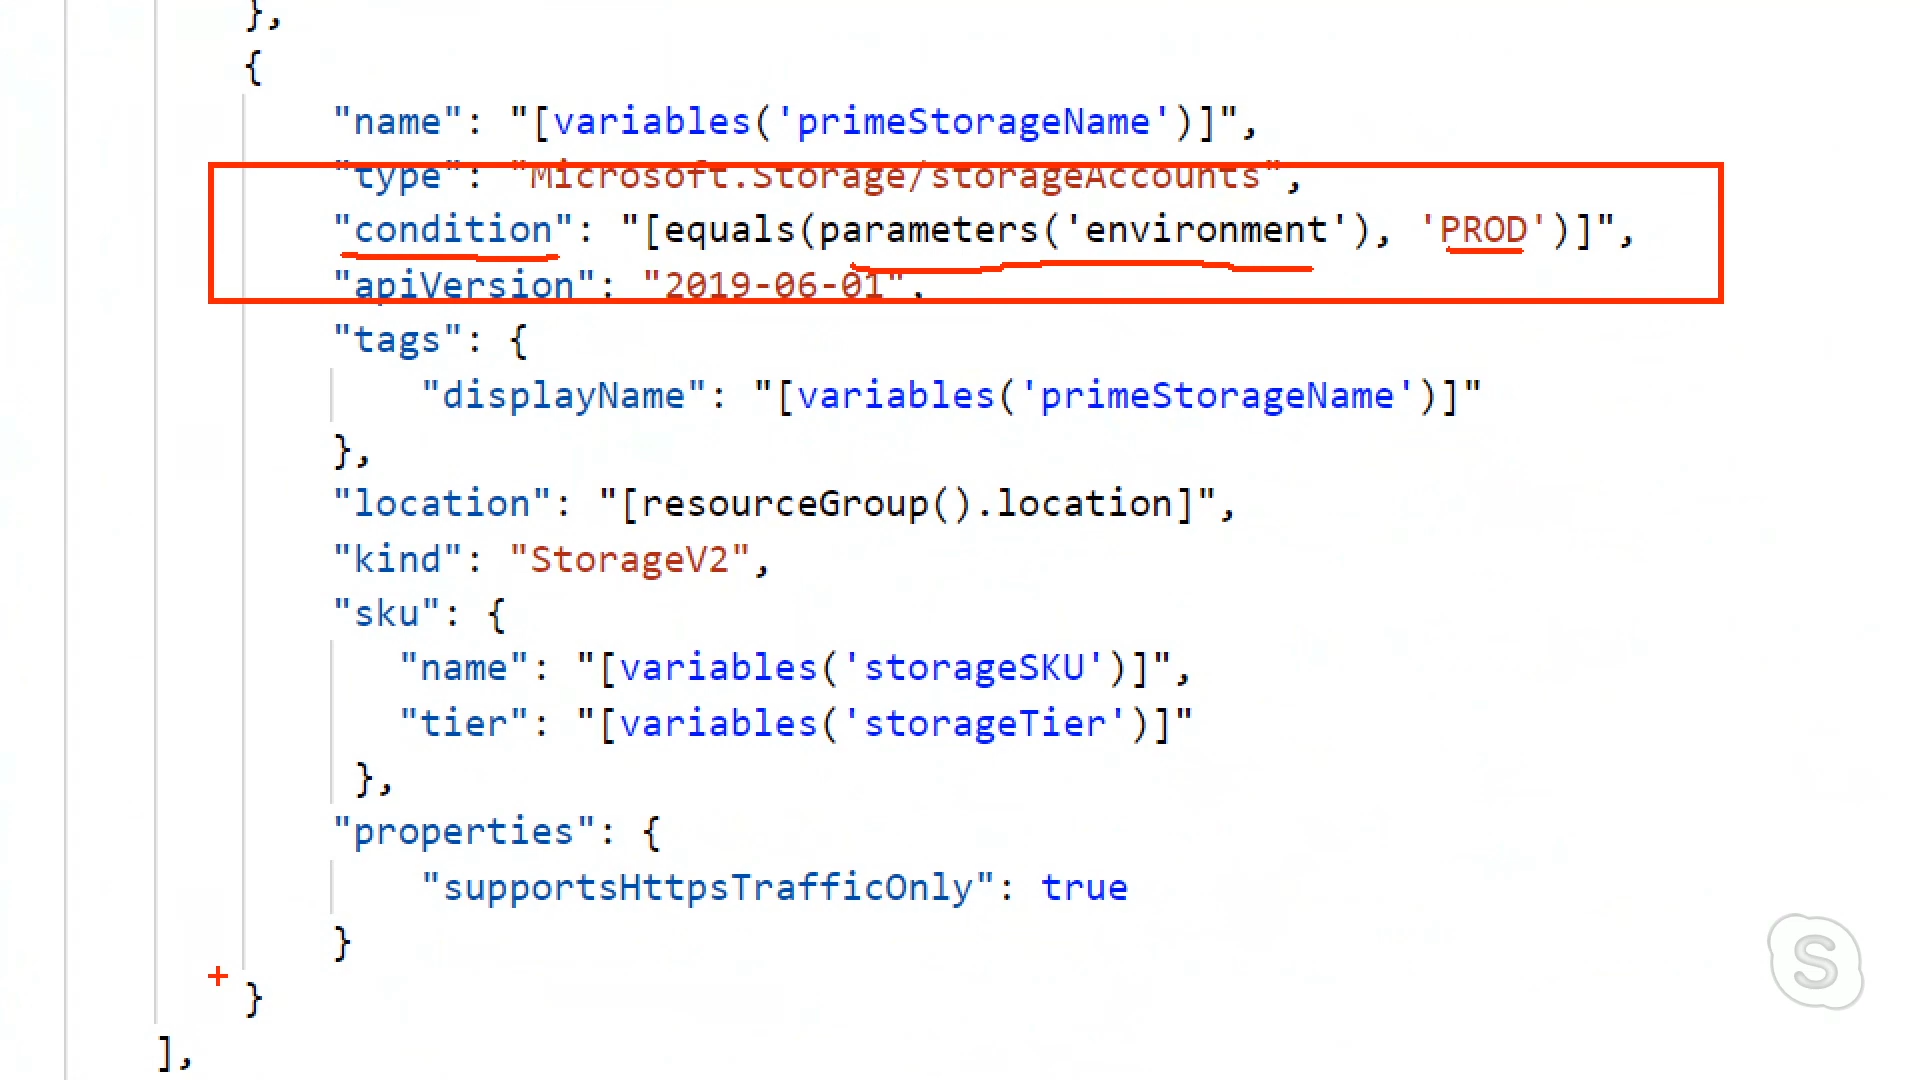 },
{
"name": "[variables('primeStorageName')]",
"type": "Microsoft.Storage/storageAccounts",
"condition": "[equals(parameters('environment'), 'PROD')]",
"apiVersion": "2019-06-01",
"tags": {
"displayName": "[variables('primeStorageName')]"
},
"location": "[resourceGroup().location]",
"kind": "StorageV2",
"sku": {
"name": "[variables('storageSKU')]",
"tier": "[variables('storageTier')]"
},
"properties": {
"supportsHttpsTrafficOnly": true
}
}
],